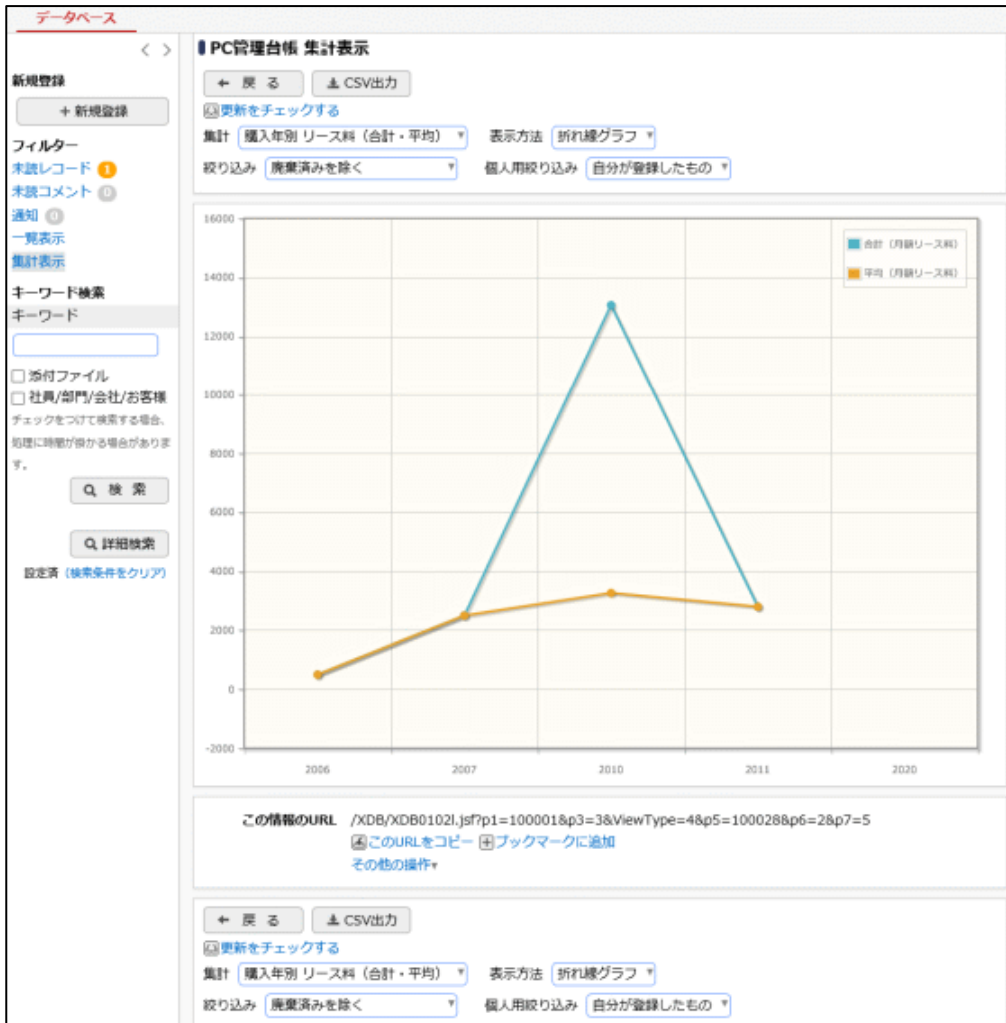 データベース
新規登録
+ 新規登録
フィルター
未読レコード 1
未読コメント 0
通知 0
一覧表示
集計表示
キーワード検索
キーワード
添付ファイル
社員/部門/会社/お客様
チェックをつけて検索する場合、
処理に時間が掛かる場合がありま
す。
検 索
詳細検索
設定済 (検索条件をクリア)
PC管理台帳 集計表示
戻 る CSV出力
更新をチェックする
集計 購入年別 リース料（合計・平均） 表示方法 折れ線グラフ
絞り込み 廃棄済みを除く 個人用絞り込み 自分が登録したもの
合計（月額リース料）
平均（月額リース料）
16000
14000
12000
10000
8000
6000
4000
2000
0
-2000
2006 2007 2010 2011 2020
この情報のURL /XDB/XDB0102l.jsf?p1=100001&p3=3&ViewType=4&p5=100028&p6=2&p7=5
このURLをコピー ブックマークに追加
その他の操作▾
戻 る CSV出力
更新をチェックする
集計 購入年別 リース料（合計・平均） 表示方法 折れ線グラフ
絞り込み 廃棄済みを除く 個人用絞り込み 自分が登録したもの